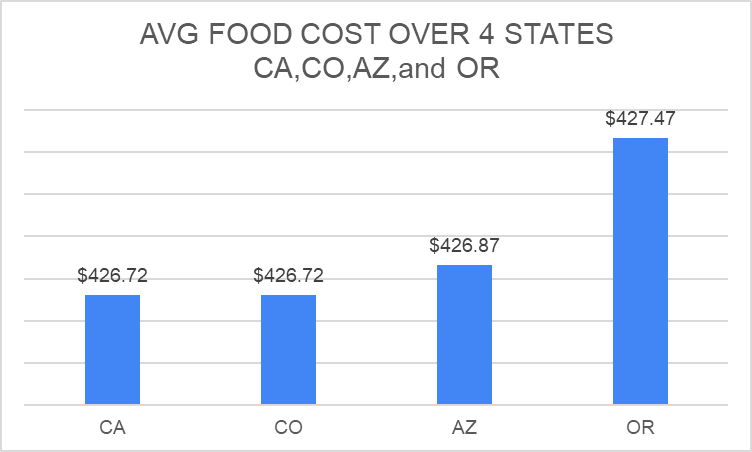 AVG FOOD COST OVER 4 STATES
CA,CO,AZ,and OR
$427.47
$426.87
$426.72 $426.72
CA CO AZ OR